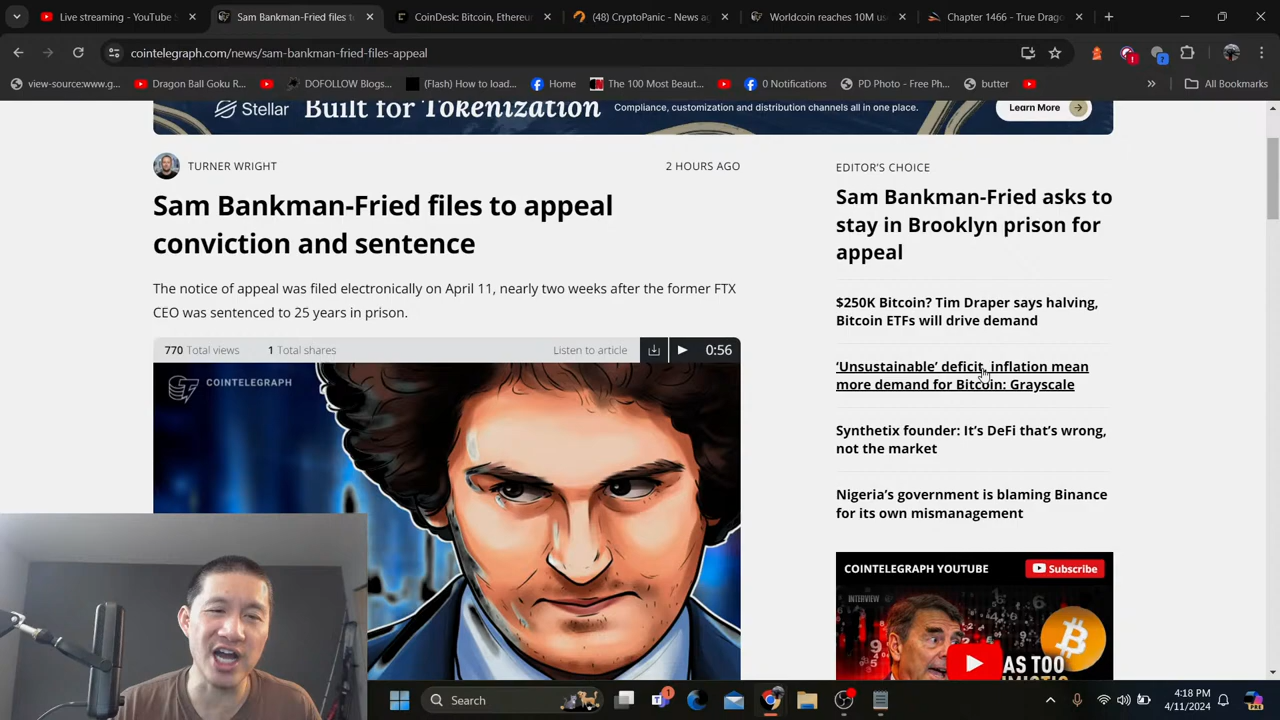 Live streaming - YouTube S
Sam Bankman-Fried files t
CoinDesk: Bitcoin, Ethereu
(48) CryptoPanic - News ag
Worldcoin reaches 10M us
Chapter 1466 - True Drago
cointelegraph.com/news/sam-bankman-fried-files-appeal
view-source:www.g...
Dragon Ball Goku R...
DOFOLLOW Blogs...
(Flash) How to load...
Home
The 100 Most Beaut...
0 Notifications
PD Photo - Free Ph...
butter
All Bookmarks
Stellar
Built for Tokenization
Compliance, customization and distribution channels all in one place.
Learn More
TURNER WRIGHT
2 HOURS AGO
Sam Bankman-Fried files to appeal
conviction and sentence
The notice of appeal was filed electronically on April 11, nearly two weeks after the former FTX
CEO was sentenced to 25 years in prison.
770 Total views
1 Total shares
Listen to article
0:56
COINTELEGRAPH
EDITOR'S CHOICE
Sam Bankman-Fried asks to
stay in Brooklyn prison for
appeal
$250K Bitcoin? Tim Draper says halving,
Bitcoin ETFs will drive demand
‘Unsustainable’ deficit, inflation mean
more demand for Bitcoin: Grayscale
Synthetix founder: It’s DeFi that’s wrong,
not the market
Nigeria’s government is blaming Binance
for its own mismanagement
COINTELEGRAPH YOUTUBE
Subscribe
INTERVIEW
AS TOO
Search
4:18 PM
4/11/2024